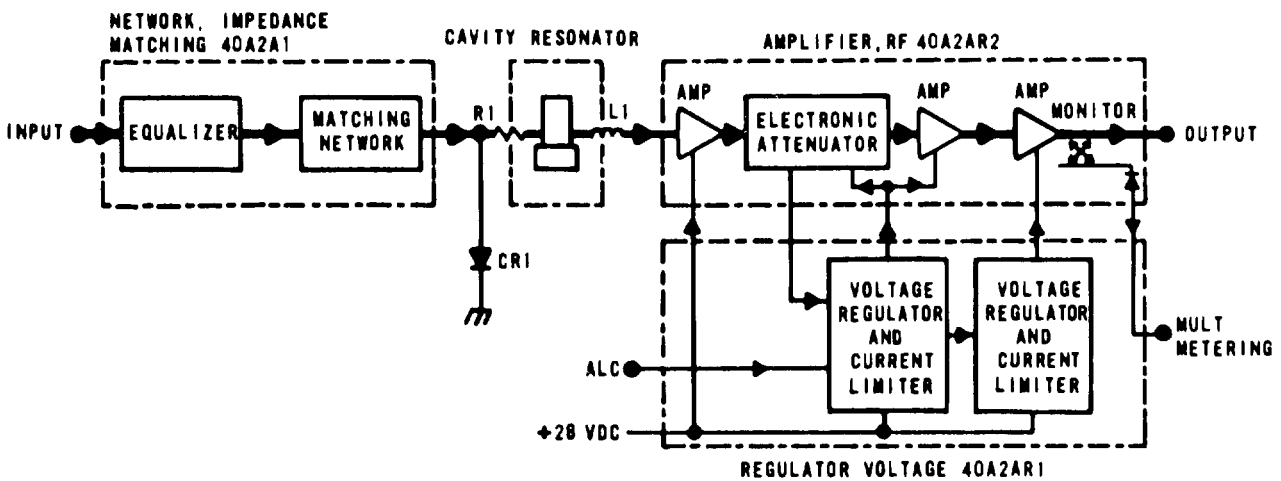 NETWORK, IMPEDANCE
MATCHING 40A2A1
CAVITY RESONATOR
AMPLIFIER, RF 40A2AR2
INPUT
EQUALIZER
MATCHING
NETWORK
R1
L1
AMP
ELECTRONIC
ATTENUATOR
AMP
AMP
MONITOR
OUTPUT
CR1
VOLTAGE
REGULATOR
AND
CURRENT
LIMITER
VOLTAGE
REGULATOR
AND
CURRENT
LIMITER
MULT
METERING
ALC
+28 VDC
REGULATOR VOLTAGE 40A2AR1